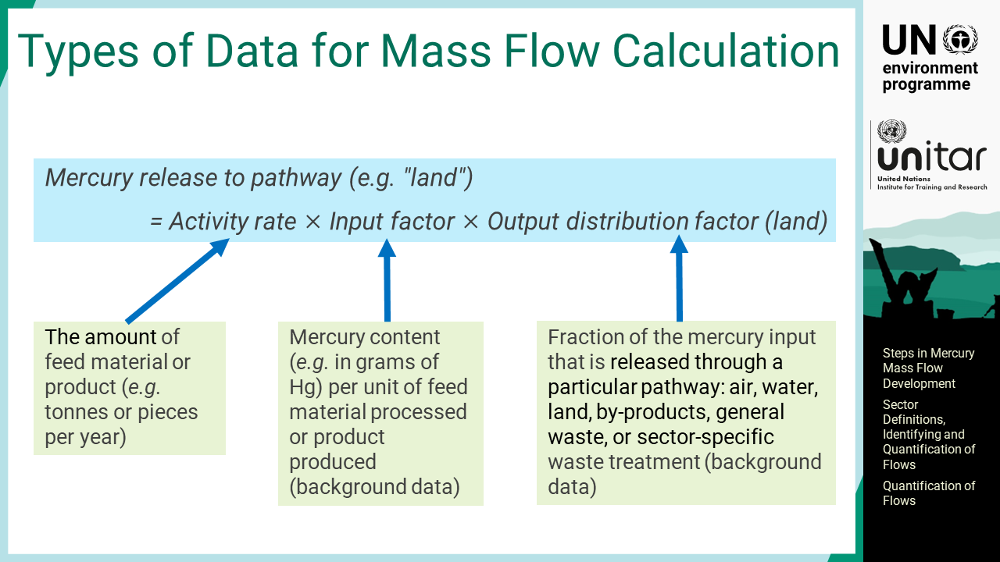 Types of Data for Mass Flow Calculation
Mercury release to pathway (e.g. "land")
= Activity rate × Input factor × Output distribution factor (land)
The amount of
feed material or
product (e.g.
tonnes or pieces
per year)
Mercury content
(e.g. in grams of
Hg) per unit of feed
material processed
or product
produced
(background data)
Fraction of the mercury input
that is released through a
particular pathway: air, water,
land, by-products, general
waste, or sector-specific
waste treatment (background
data)
UN
environment
programme
unitar
United Nations
Institute for Training and Research
Steps in Mercury
Mass Flow
Development
Sector
Definitions,
Identifying and
Quantification of
Flows
Quantification of
Flows